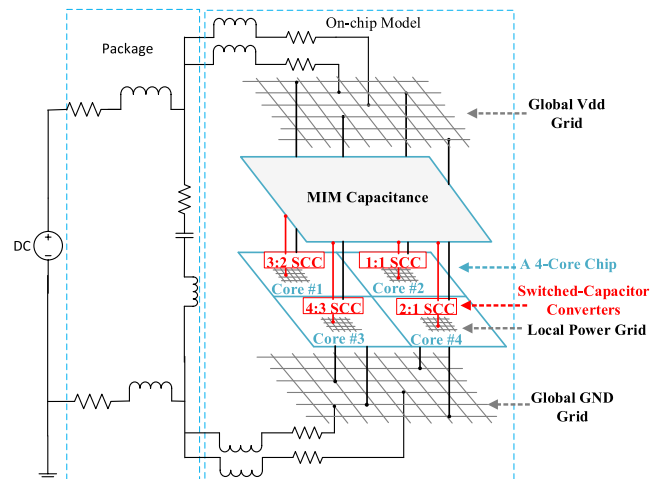 On-chip Model
Package
Global Vdd
Grid
MIM Capacitance
DC
3:2 SCC
1:1 SCC
A 4-Core Chip
Core #1
Core #2
Switched-Capacitor
Converters
4:3 SCC
2:1 SCC
Local Power Grid
Core #3
Core #4
Global GND
Grid